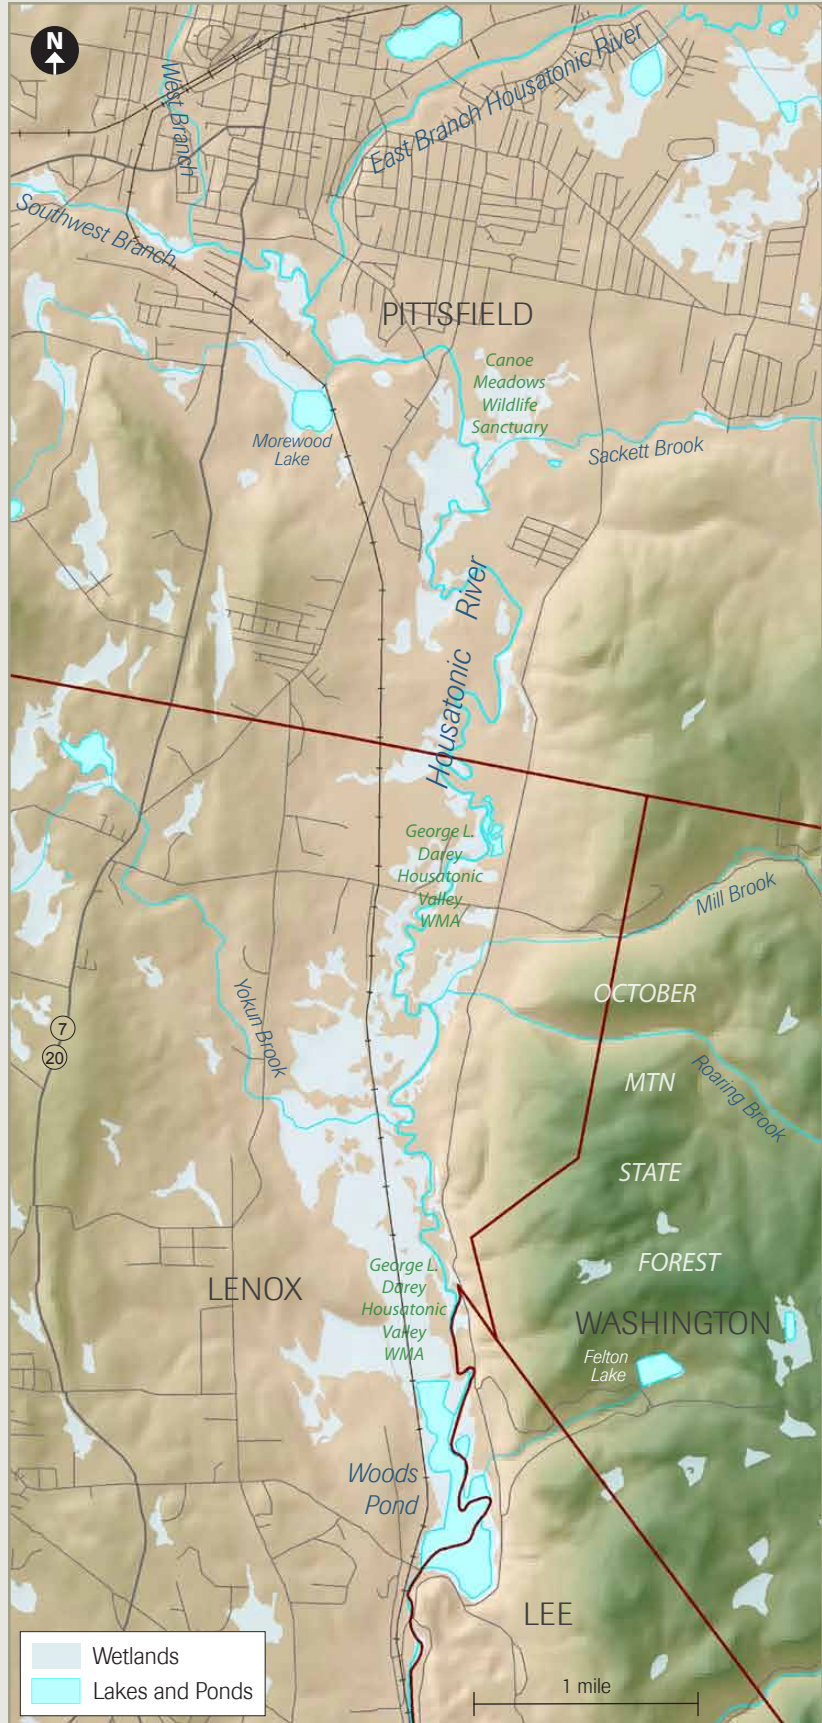 N
West Branch
East Branch Housatonic River
Southwest Branch
PITTSFIELD
Canoe
Meadows
Wildlife
Sanctuary
Morewood
Lake
Sackett Brook
Housatonic River
George L.
Darey
Housatonic
Valley
WMA
Mill Brook
OCTOBER
Yokun Brook
7
20
MTN
Roaring Brook
STATE
FOREST
George L.
Darey
Housatonic
Valley
WMA
LENOX
WASHINGTON
Felton
Lake
Woods
Pond
LEE
Wetlands
Lakes and Ponds
1 mile